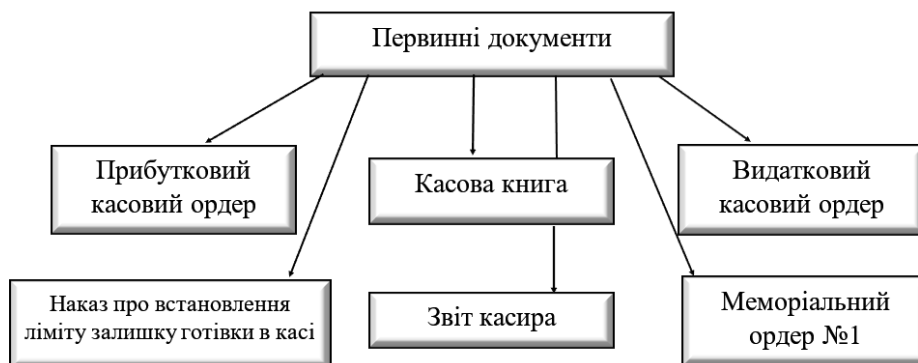 Первинні документи
Прибутковий
касовий ордер
Касова книга
Видатковий
касовий ордер
Наказ про встановлення
ліміту залишку готівки в касі
Звіт касира
Меморіальний
ордер №1